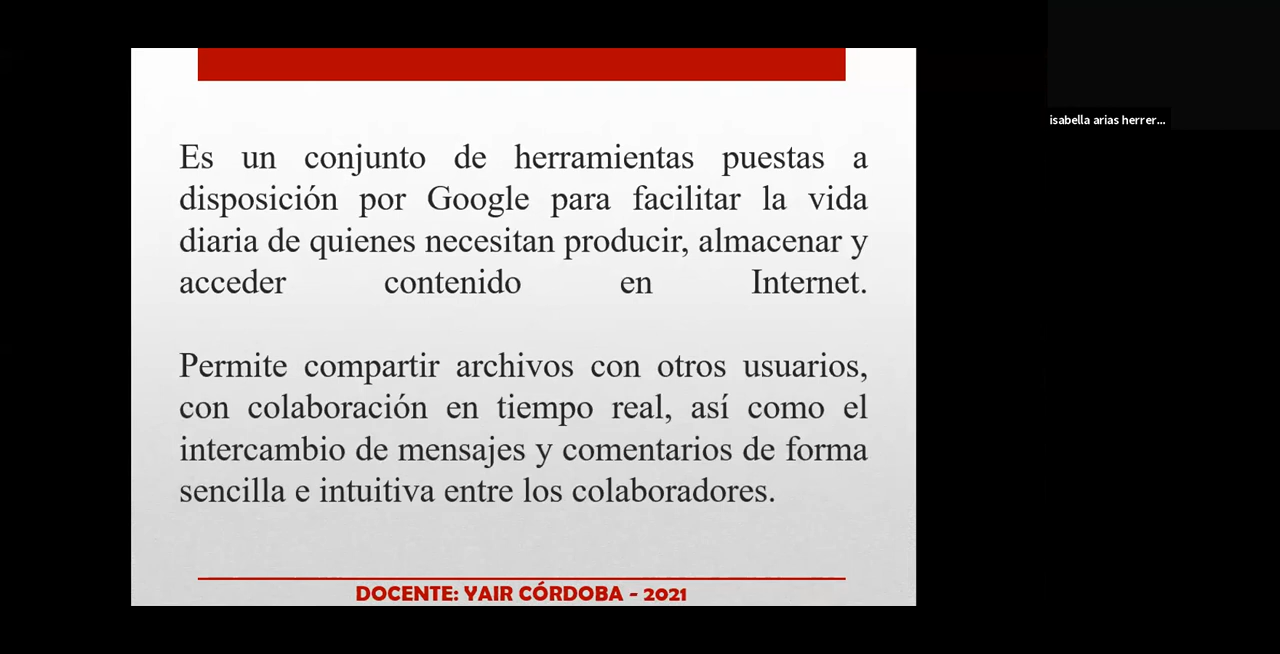 Es un conjunto de herramientas puestas a
disposición por Google para facilitar la vida
diaria de quienes necesitan producir, almacenar y
acceder contenido en Internet.
Permite compartir archivos con otros usuarios,
con colaboración en tiempo real, así como el
intercambio de mensajes y comentarios de forma
sencilla e intuitiva entre los colaboradores.
DOCENTE: YAIR CÓRDOBA - 2021
isabella arias herrer...